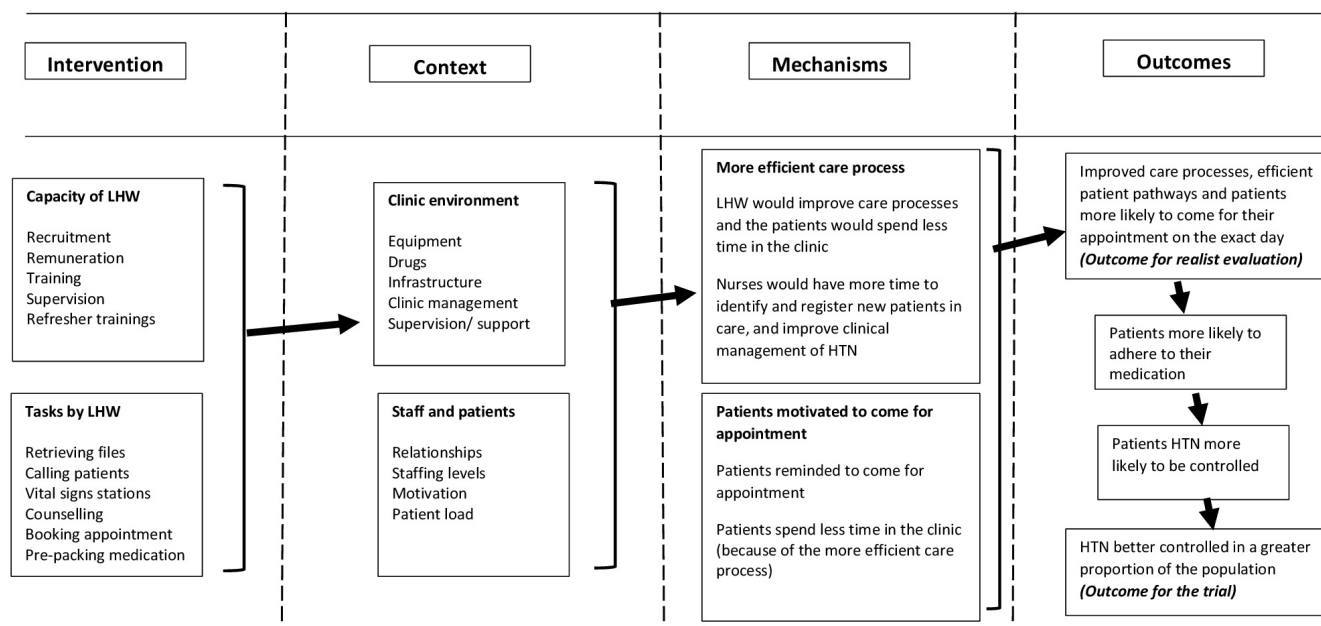 Intervention
Context
Mechanisms
Outcomes
Capacity of LHW
Recruitment
Remuneration
Training
Supervision
Refresher trainings
Tasks by LHW
Retrieving files
Calling patients
Vital signs stations
Counselling
Booking appointment
Pre-packing medication
Clinic environment
Equipment
Drugs
Infrastructure
Clinic management
Supervision/ support
Staff and patients
Relationships
Staffing levels
Motivation
Patient load
More efficient care process
LHW would improve care processes
and the patients would spend less
time in the clinic
Nurses would have more time to
identify and register new patients in
care, and improve clinical
management of HTN
Patients motivated to come for
appointment
Patients reminded to come for
appointment
Patients spend less time in the clinic
(because of the more efficient care
process)
Improved care processes, efficient
patient pathways and patients
more likely to come for their
appointment on the exact day
(Outcome for realist evaluation)
Patients more likely to
adhere to their
medication
Patients HTN more
likely to be controlled
HTN better controlled in a greater
proportion of the population
(Outcome for the trial)